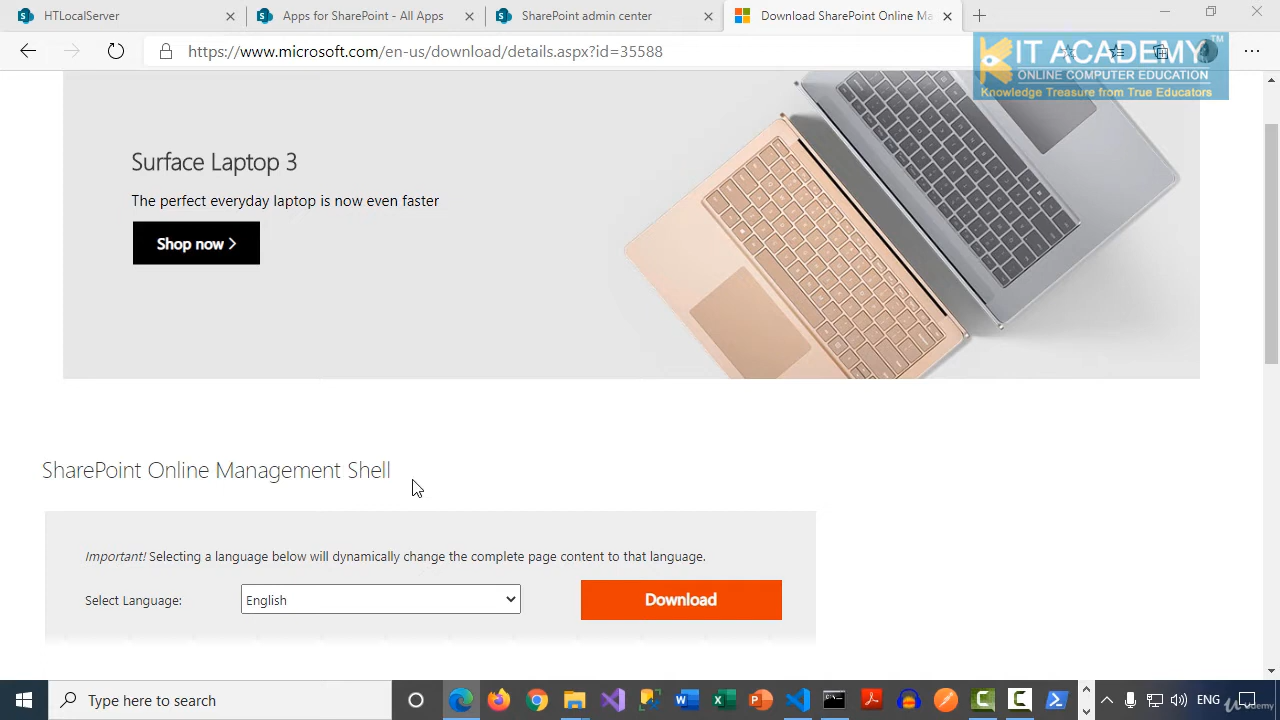 HTLocalServer
Apps for SharePoint - All Apps
SharePoint admin center
Download SharePoint Online Ma
https://www.microsoft.com/en-us/download/details.aspx?id=35588
KIT ACADEMY™
ONLINE COMPUTER EDUCATION
Knowledge Treasure from True Educators
Surface Laptop 3
The perfect everyday laptop is now even faster
Shop now
SharePoint Online Management Shell
Important! Selecting a language below will dynamically change the complete page content to that language.
Select Language:
English
Download
Type here to search
ENG
Udemy